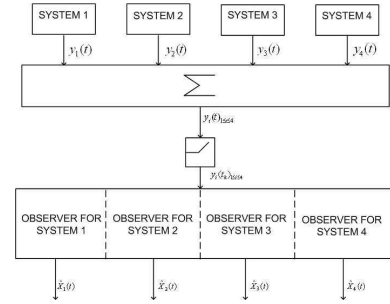 SYSTEM 1 SYSTEM 2 SYSTEM 3 SYSTEM 4
y₁(t) y₂(t) y₃(t) y₄(t)
Σ
yᵢ(t)₁≤ᵢ≤₄
yᵢ(tₖ)₁≤ᵢ≤₄
OBSERVER FOR SYSTEM 1 OBSERVER FOR SYSTEM 2 OBSERVER FOR SYSTEM 3 OBSERVER FOR SYSTEM 4
x̂₁(t) x̂₂(t) x̂₃(t) x̂₄(t)